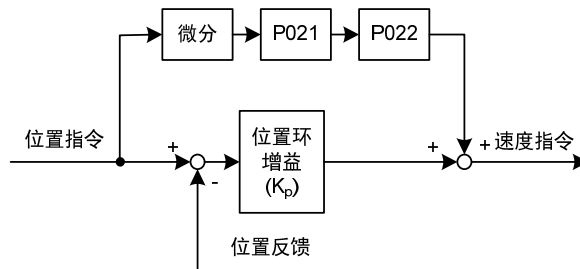 微分
P021
P022
位置指令
+
-
位置环
增益
(Kp)
+
+
速度指令
位置反馈